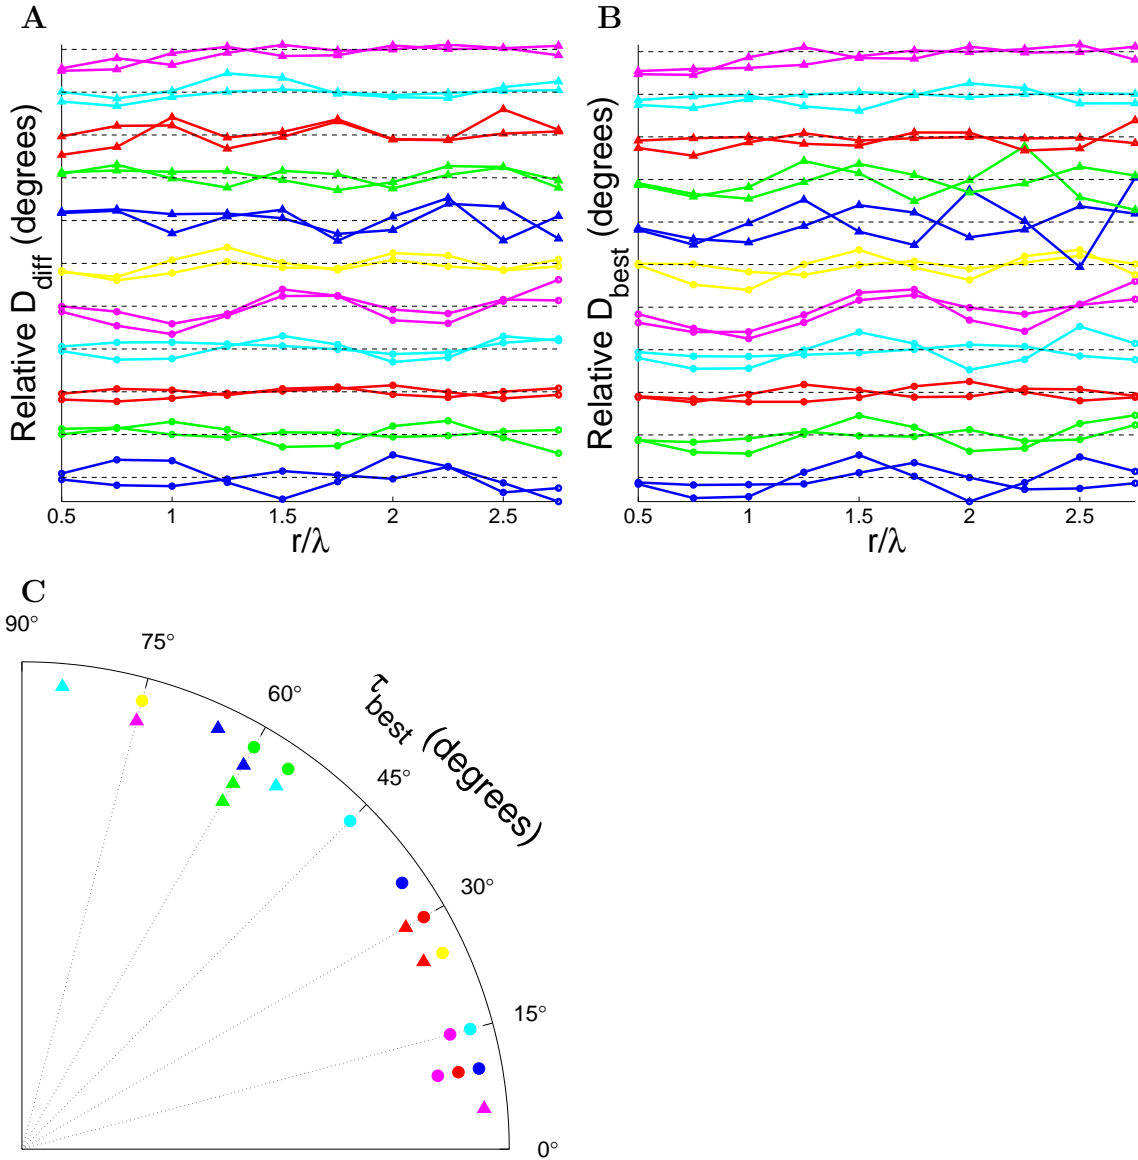 A
Relative D_diff (degrees)
0.5 1 1.5 2 2.5
r/λ
B
Relative D_best (degrees)
0.5 1 1.5 2 2.5
r/λ
C
90°
75°
60°
τ_best (degrees)
45°
30°
15°
0°